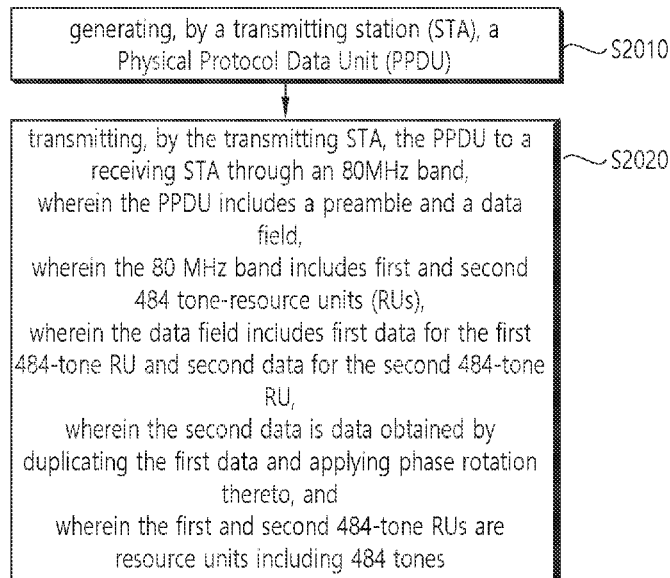 generating, by a transmitting station (STA), a
Physical Protocol Data Unit (PPDU)
S2010
transmitting, by the transmitting STA, the PPDU to a
receiving STA through an 80MHz band,
wherein the PPDU includes a preamble and a data
field,
wherein the 80 MHz band includes first and second
484 tone-resource units (RUs),
wherein the data field includes first data for the first
484-tone RU and second data for the second 484-tone
RU,
wherein the second data is data obtained by
duplicating the first data and applying phase rotation
thereto, and
wherein the first and second 484-tone RUs are
resource units including 484 tones
S2020